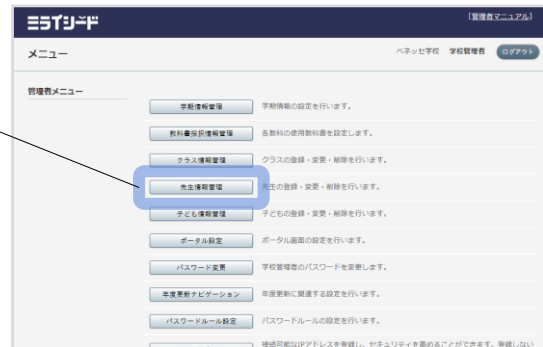 ミライシード
[管理者マニュアル]
メニュー
ベネッセ学校 学校管理者 ログアウト
管理者メニュー
学期情報管理 学期情報の設定を行います。
教科書採択情報管理 各教科の使用教科書を設定します。
クラス情報管理 クラスの登録・変更・削除を行います。
先生情報管理 先生の登録・変更・削除を行います。
子ども情報管理 子どもの登録・変更・削除を行います。
ポータル設定 ポータル画面の設定を行います。
パスワード変更 学校管理者のパスワードを変更します。
年度更新ナビゲーション 年度更新に関連する設定を行います。
パスワードルール設定 パスワードルールの設定を行います。
接続可能なIPアドレスを登録し、セキュリティを高めることができます。登録しない